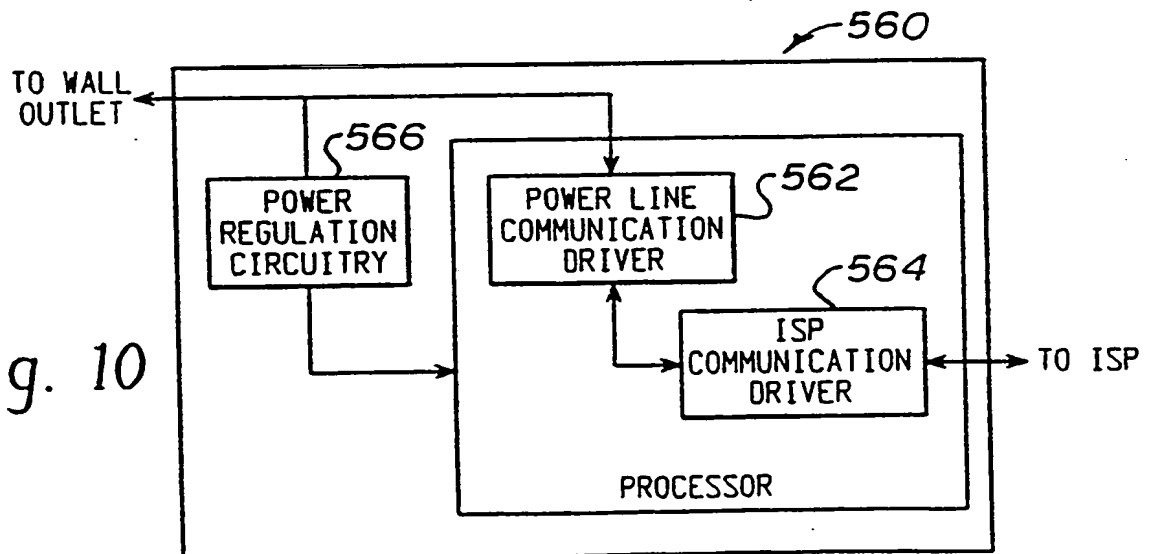 560
TO WALL
OUTLET
566
POWER
REGULATION
CIRCUITRY
POWER LINE
COMMUNICATION
DRIVER
562
564
ISP
COMMUNICATION
DRIVER
TO ISP
g. 10
PROCESSOR